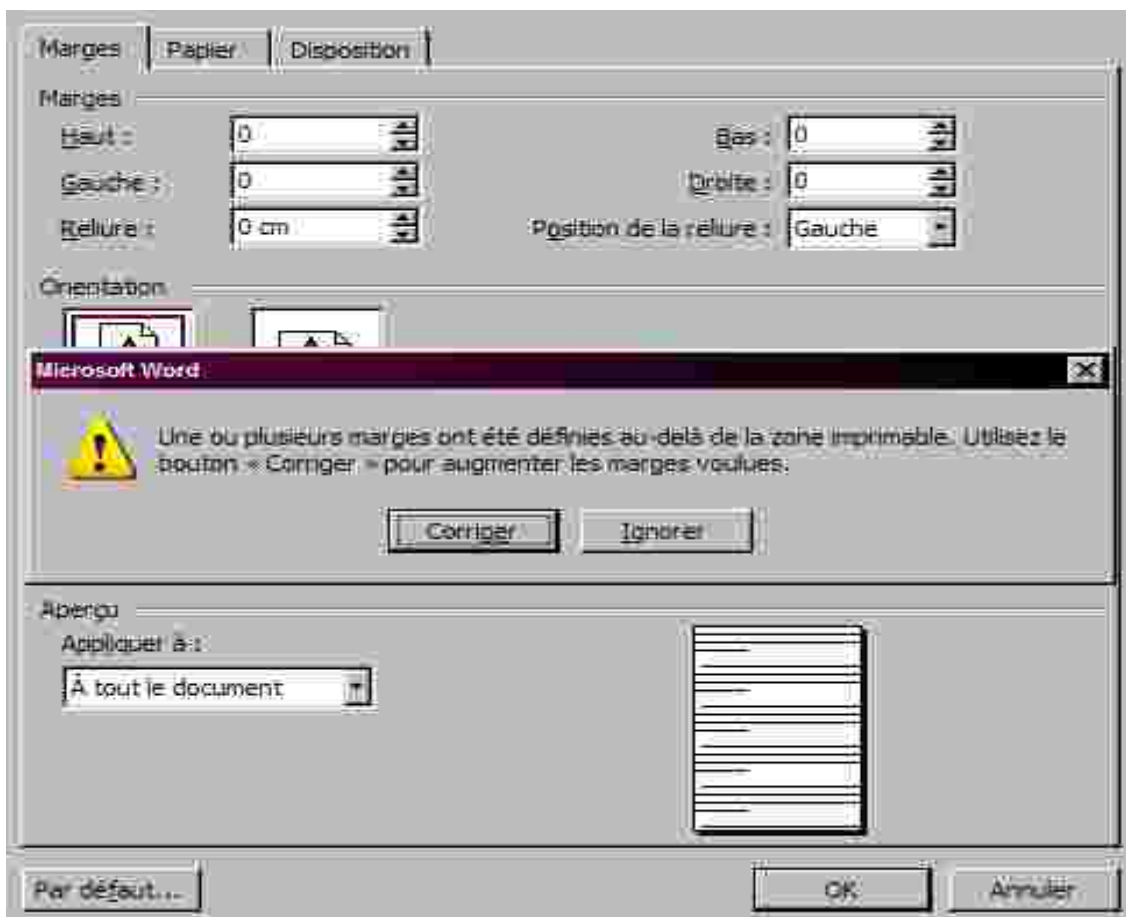 Marges Papier Disposition
Marges
Haut : 0 Bas : 0
Gauche : 0 Droite : 0
Reliure : 0 cm Position de la reliure : Gauche
Orientation
Microsoft Word
Une ou plusieurs marges ont été définies au-delà de la zone imprimable. Utilisez le
bouton « Corriger » pour augmenter les marges voulues.
Corriger Ignorer
Aperçu
Appliquer à :
À tout le document
Par défaut... OK Annuler